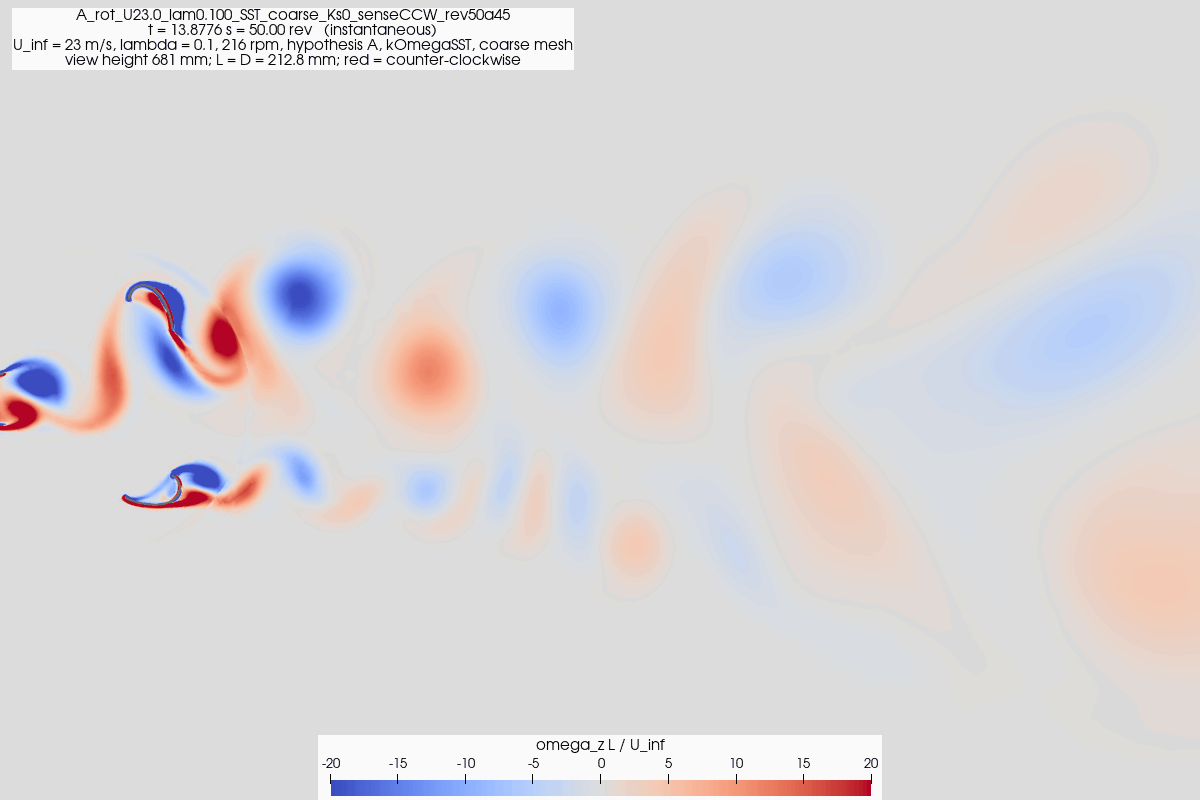 A_rot_U23.0_lam0.100_SST_coarse_Ks0_senseCCW_rev50a45
t = 13.8776 s = 50.00 rev   (instantaneous)
U_inf = 23 m/s, lambda = 0.1, 216 rpm, hypothesis A, kOmegaSST, coarse mesh
view height 681 mm; L = D = 212.8 mm; red = counter-clockwise
omega_z L / U_inf
-20 -15 -10 -5 0 5 10 15 20